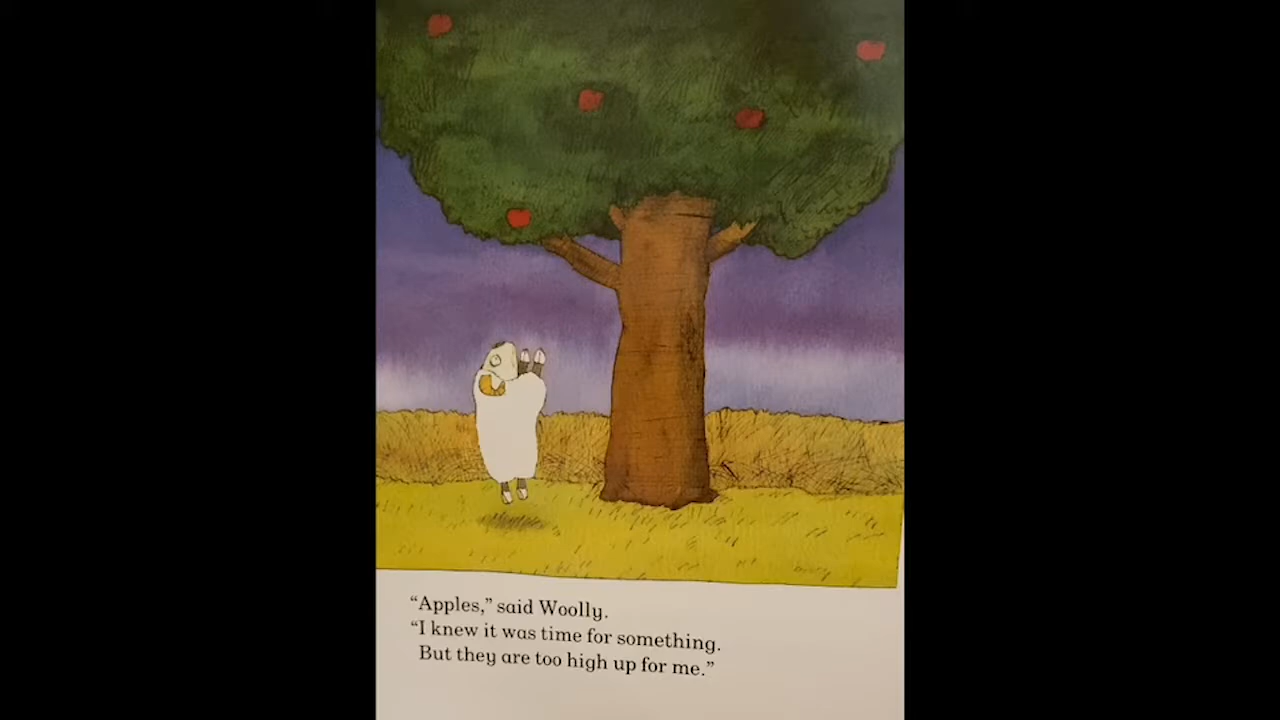 “Apples,” said Woolly.
“I knew it was time for something.
But they are too high up for me.”